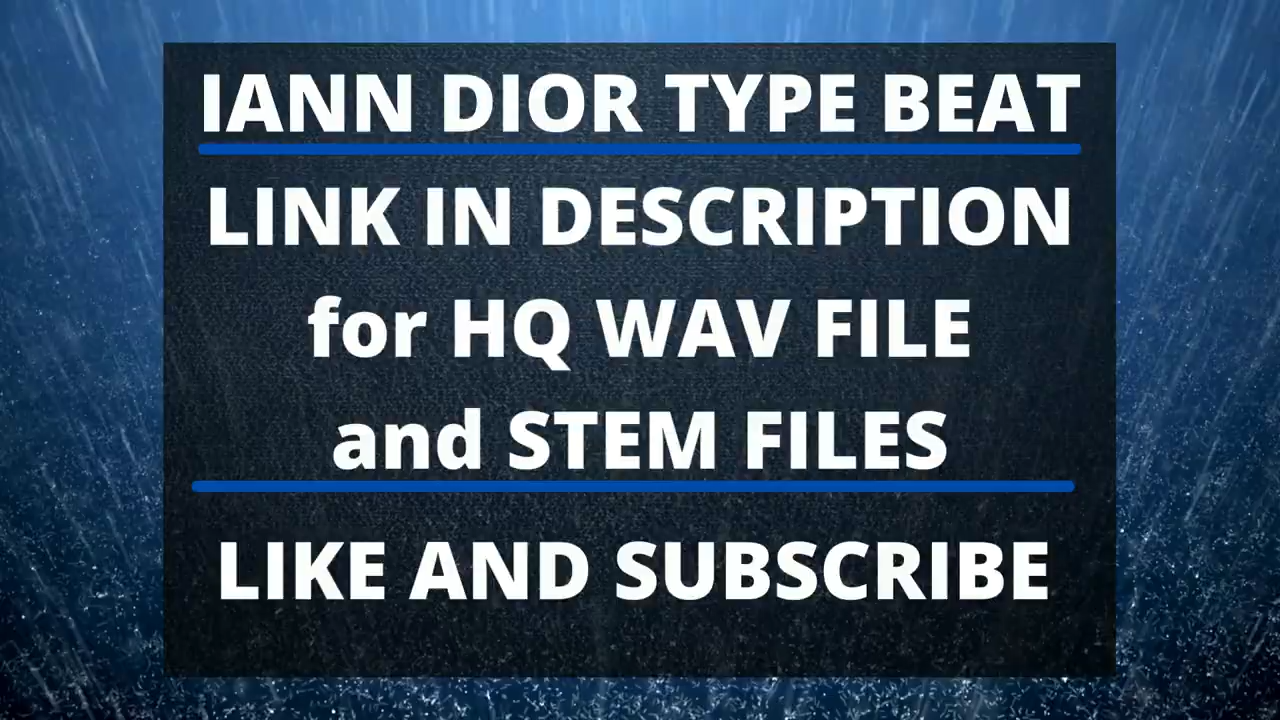 IANN DIOR TYPE BEAT
LINK IN DESCRIPTION
for HQ WAV FILE
and STEM FILES
LIKE AND SUBSCRIBE